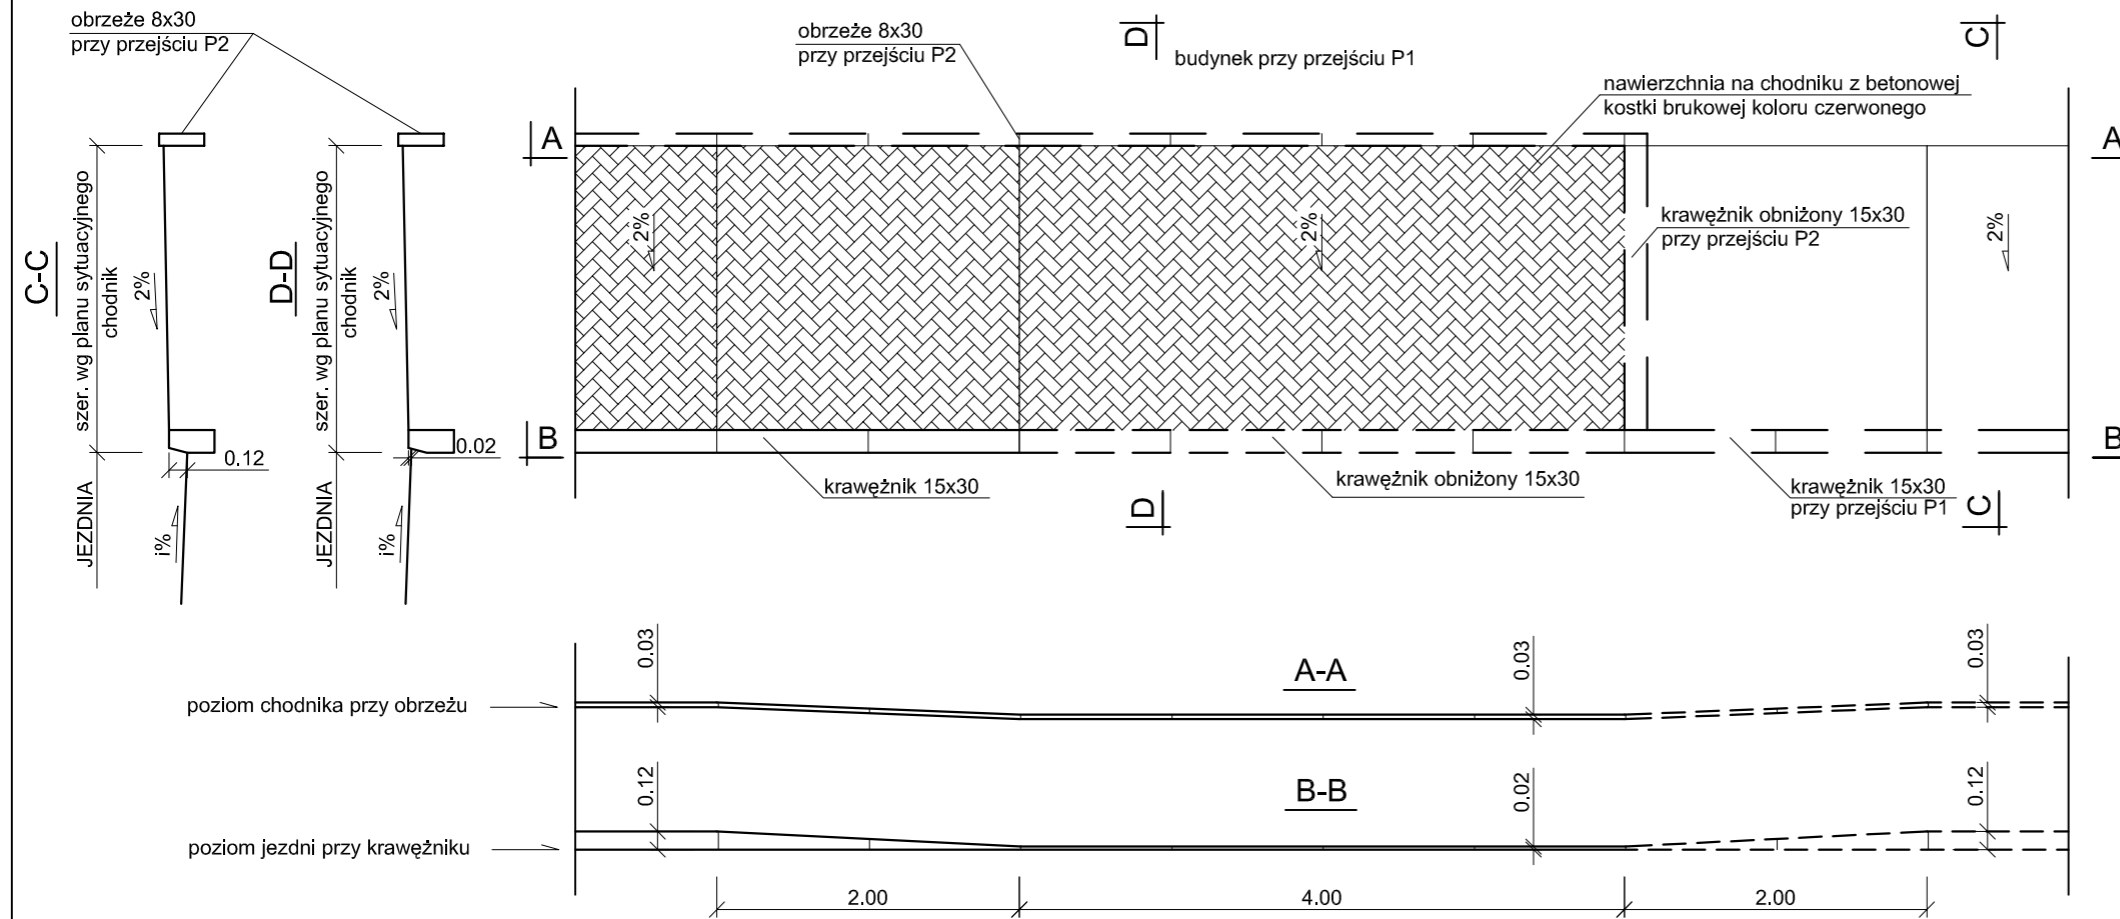 obrzeże 8x30
przy przejściu P2
C-C
szer. wg planu sytuacyjnego
chodnik
2%
0.12
JEZDNIA
i%
D-D
szer. wg planu sytuacyjnego
chodnik
2%
0.02
JEZDNIA
i%
obrzeże 8x30
przy przejściu P2
D
budynek przy przejściu P1
C
nawierzchnia na chodniku z betonowej
kostki brukowej koloru czerwonego
A
A
2%
2%
2%
krawężnik obniżony 15x30
przy przejściu P2
B
B
krawężnik 15x30
krawężnik obniżony 15x30
krawężnik 15x30
przy przejściu P1
D
C
0.03
A-A
0.03
0.03
poziom chodnika przy obrzeżu
0.12
B-B
0.02
0.12
poziom jezdni przy krawężniku
2.00
4.00
2.00